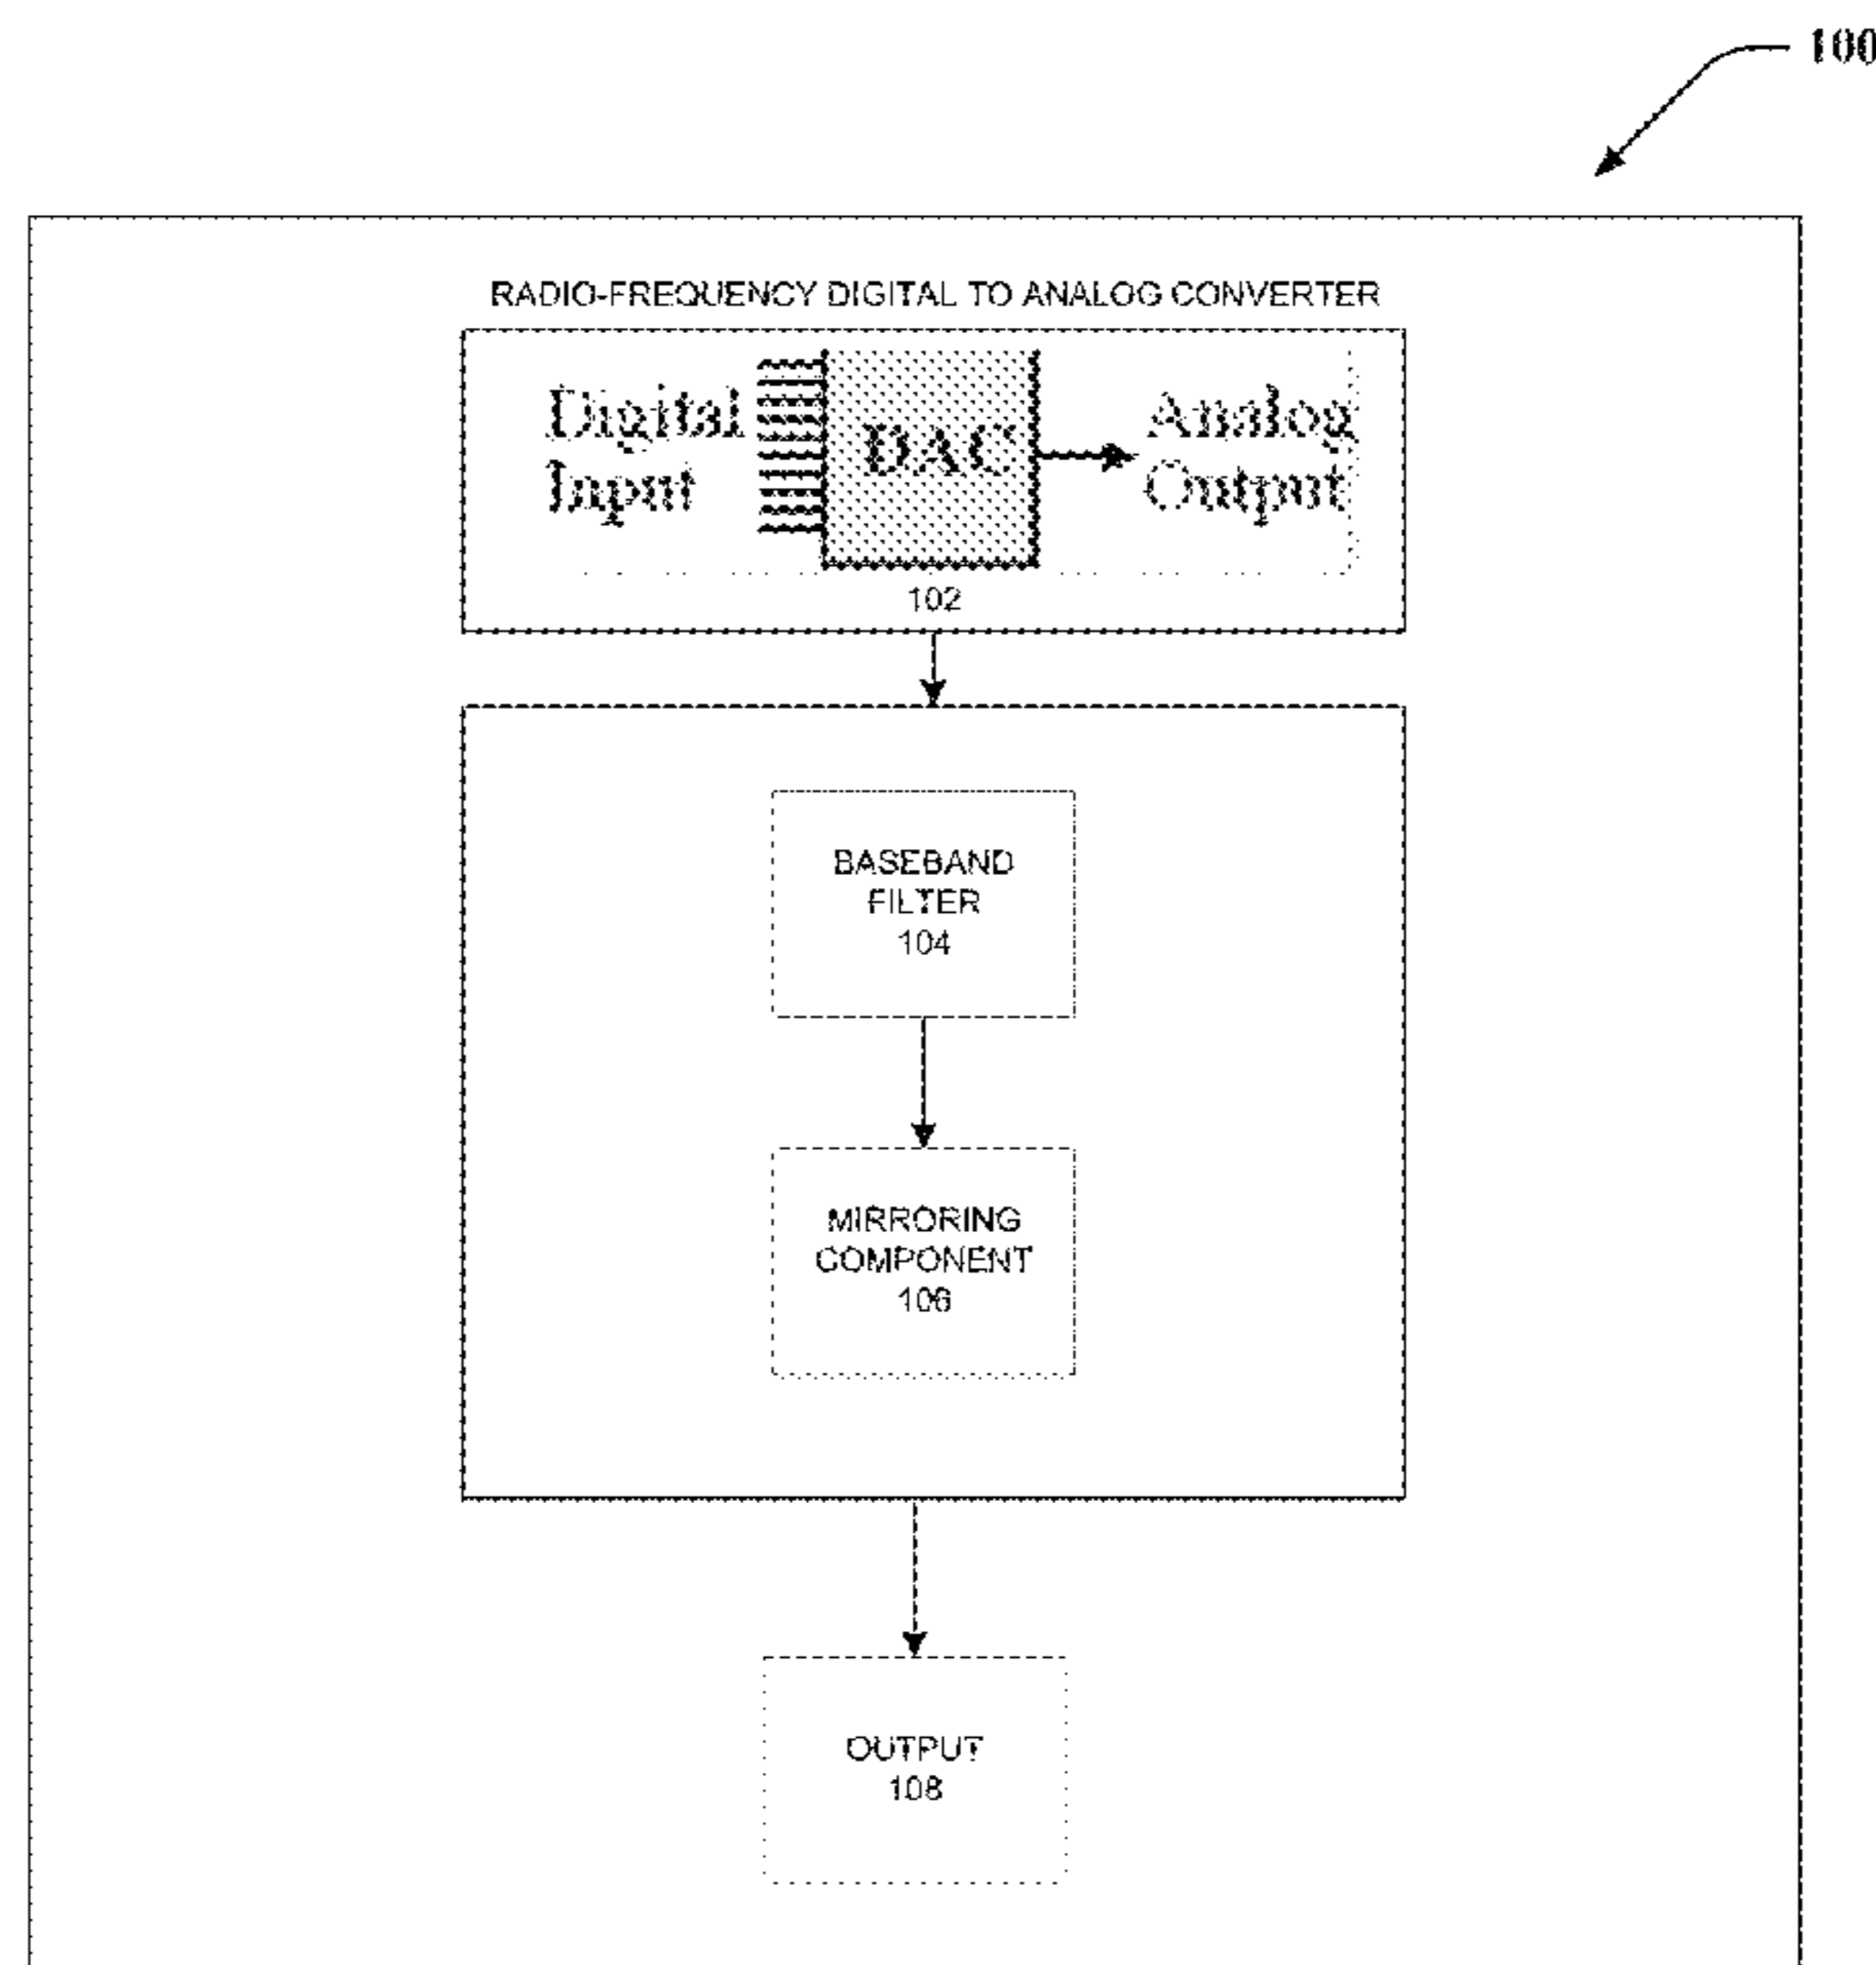 100
RADIO-FREQUENCY DIGITAL TO ANALOG CONVERTER
Digital
Input
DAC
Analog
Output
102
BASEBAND
FILTER
104
MIRRORING
COMPONENT
106
OUTPUT
108